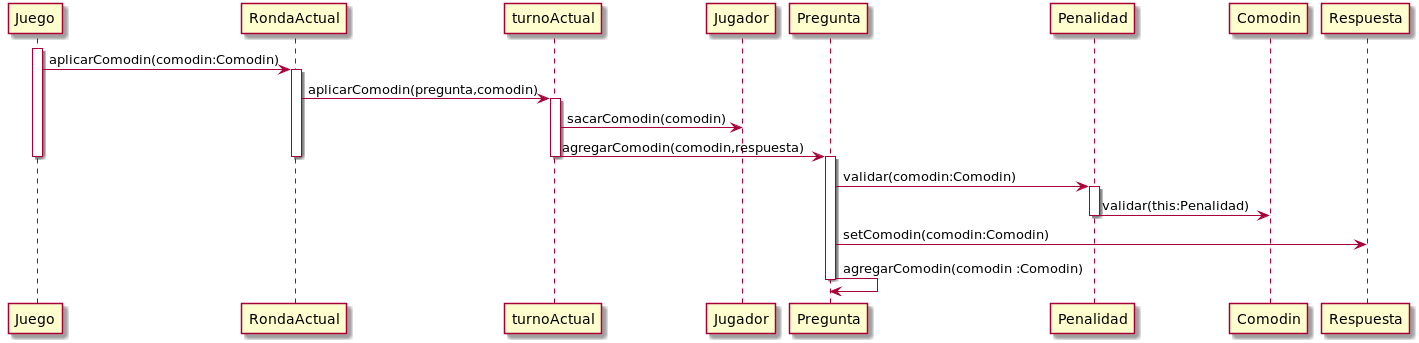 Juego RondaActual turnoActual Jugador Pregunta Penalidad Comodin Respuesta
aplicarComodin(comodin:Comodin)
aplicarComodin(pregunta,comodin)
sacarComodin(comodin)
agregarComodin(comodin,respuesta)
validar(comodin:Comodin)
validar(this:Penalidad)
setComodin(comodin:Comodin)
agregarComodin(comodin :Comodin)
Juego RondaActual turnoActual Jugador Pregunta Penalidad Comodin Respuesta